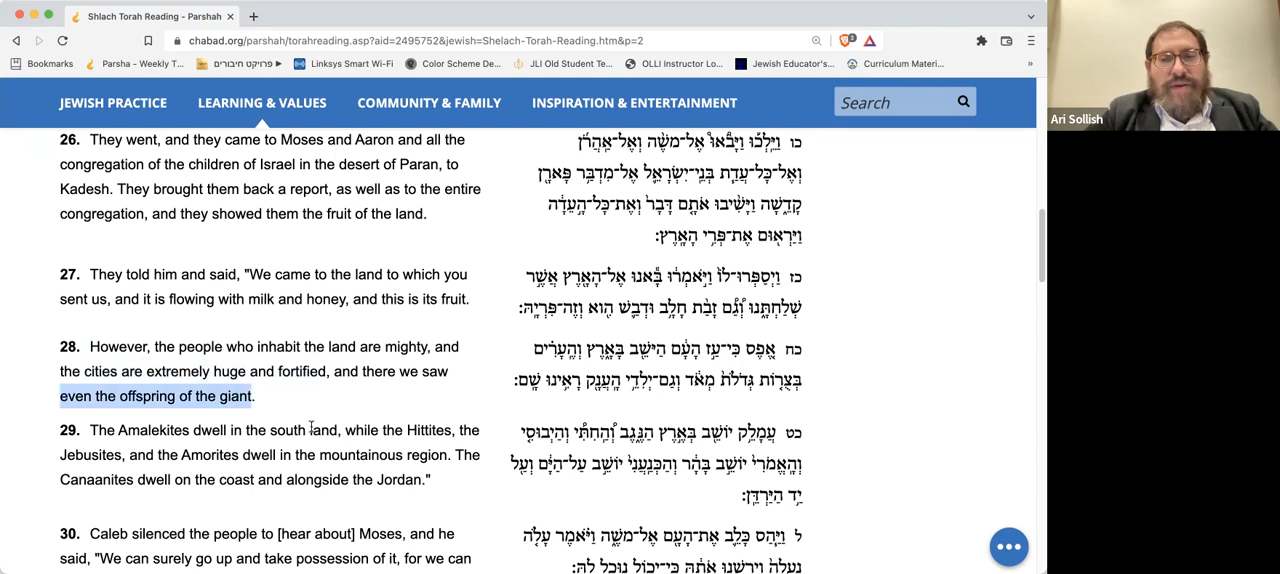 Shlach Torah Reading - Parshah
chabad.org/parshah/torahreading.asp?aid=2495752&jewish=Shelach-Torah-Reading.htm&p=2
Bookmarks Parsha - Weekly T... פרויקט חיבורים Linksys Smart Wi-Fi Color Scheme De... JLI Old Student Te... OLLI Instructor Lo... Jewish Educator's... Curriculum Materi... »
JEWISH PRACTICE LEARNING & VALUES COMMUNITY & FAMILY INSPIRATION & ENTERTAINMENT Search
Ari Sollish
26. They went, and they came to Moses and Aaron and all the
congregation of the children of Israel in the desert of Paran, to
Kadesh. They brought them back a report, as well as to the entire
congregation, and they showed them the fruit of the land.
כו וַיֵּלְכ֡וּ וַיָּבֹ֩אוּ֩ אֶל־מֹשֶׁ֨ה וְאֶל־אַֽהֲרֹ֜ן
וְאֶל־כָּל־עֲדַ֧ת בְּנֵֽי־יִשְׂרָאֵ֛ל אֶל־מִדְבַּ֥ר פָּארָ֖ן
קָדֵ֑שָׁה וַיָּשִׁ֨יבוּ אֹתָ֤ם דָּבָר֙ וְאֶת־כָּל־הָ֣עֵדָ֔ה
וַיַּרְא֖וּם אֶת־פְּרִ֥י הָאָֽרֶץ:
27. They told him and said, "We came to the land to which you
sent us, and it is flowing with milk and honey, and this is its fruit.
כז וַיְסַפְּרוּ־לוֹ֙ וַיֹּ֣אמְר֔וּ בָּ֕אנוּ אֶל־הָאָ֖רֶץ אֲשֶׁ֣ר
שְׁלַחְתָּ֑נוּ וְ֠גַ֠ם זָבַ֨ת חָלָ֥ב וּדְבַ֛שׁ הִ֖וא וְזֶה־פִּרְיָֽהּ:
28. However, the people who inhabit the land are mighty, and
the cities are extremely huge and fortified, and there we saw
even the offspring of the giant.
כח אֶ֚פֶס כִּֽי־עַ֣ז הָעָ֔ם הַיּשֵׁ֖ב בָּאָ֑רֶץ וְהֶֽעָרִ֗ים
בְּצֻר֤וֹת גְּדֹלֹת֙ מְאֹ֔ד וְגַם־יְלִדֵ֥י הָֽעֲנָ֖ק רָאִ֥ינוּ שָֽׁם:
29. The Amalekites dwell in the south land, while the Hittites, the
Jebusites, and the Amorites dwell in the mountainous region. The
Canaanites dwell on the coast and alongside the Jordan."
כט עֲמָלֵ֥ק יוֹשֵׁ֖ב בְּאֶ֣רֶץ הַנֶּ֑גֶב וְ֠הַֽחִתִּ֠י וְהַיְבוּסִ֤י
וְהָֽאֱמֹרִי֙ יוֹשֵׁ֣ב בָּהָ֔ר וְהַכְּנַֽעֲנִי֙ יוֹשֵׁ֣ב עַל־הַיָּ֔ם וְעַ֖ל
יַ֥ד הַיַּרְדֵּֽן:
30. Caleb silenced the people to [hear about] Moses, and he
said, "We can surely go up and take possession of it, for we can
ל וַיַּ֧הַס כָּלֵ֛ב אֶת־הָעָ֖ם אֶל־משֶׁ֑ה וַיֹּ֗אמֶר עָלֹ֤ה
נַֽעֲלֶה֙ וְיָרַ֣שְׁנוּ אֹתָ֔הּ כִּֽי־יָכ֥וֹל נוּכַ֖ל לָֽהּ: